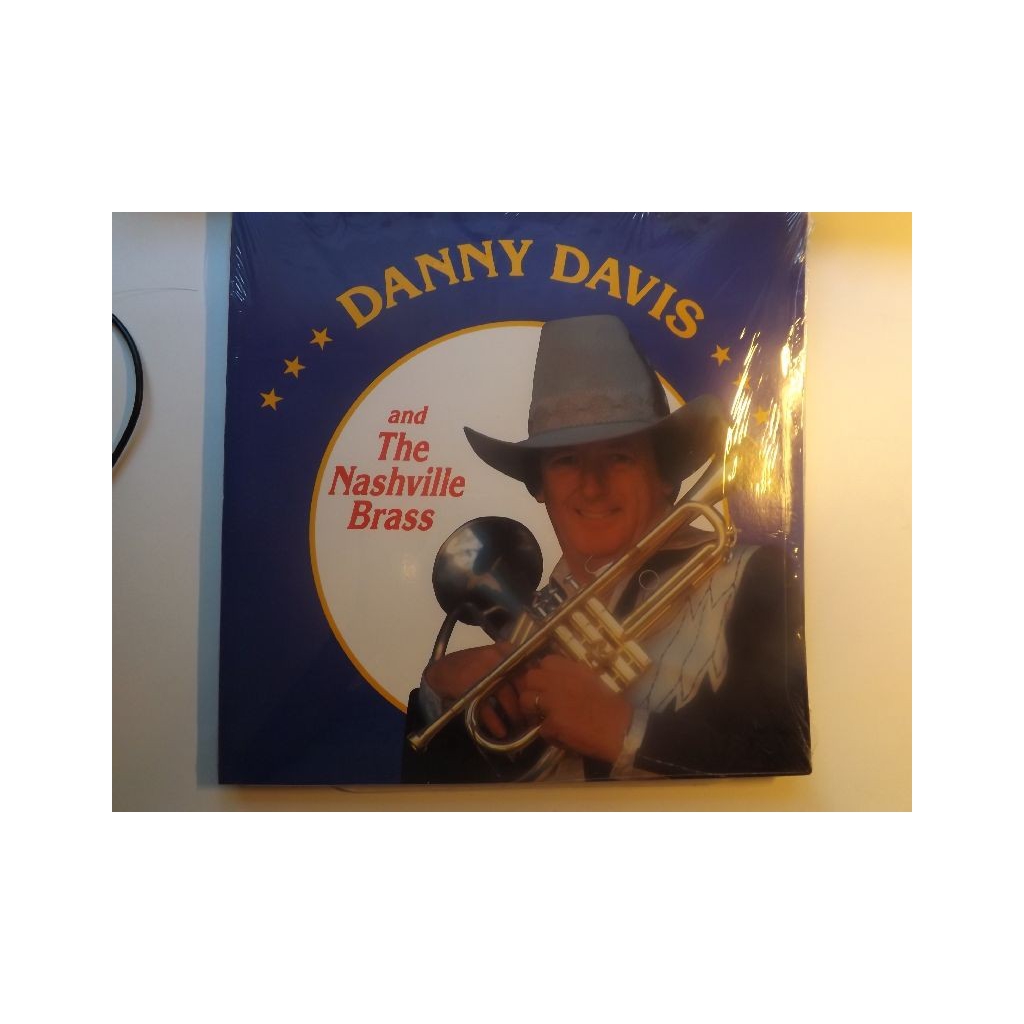 DANNY DAVIS
and
The
Nashville
Brass